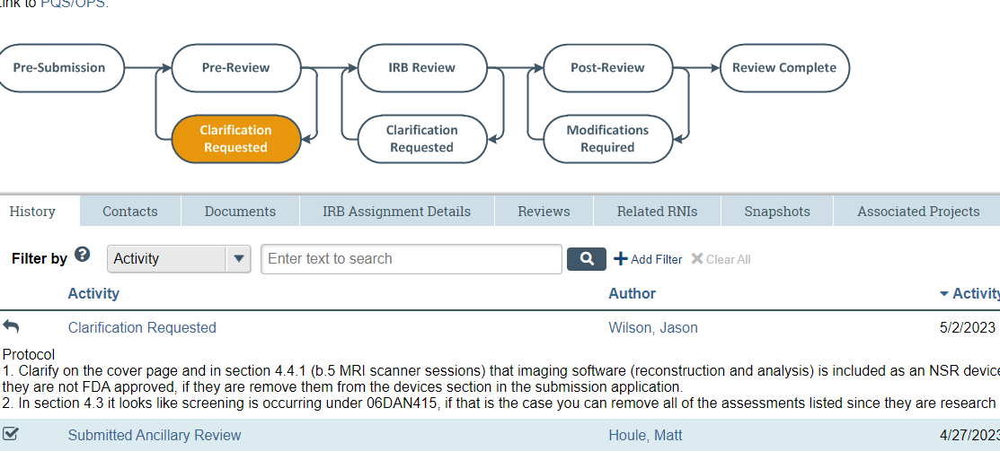 ink to PQS/OPS.
Pre-Submission
Pre-Review
IRB Review
Post-Review
Review Complete
Clarification
Requested
Clarification
Requested
Modifications
Required
History
Contacts
Documents
IRB Assignment Details
Reviews
Related RNIs
Snapshots
Associated Projects
Filter by ?
Activity
Enter text to search
Add Filter
Clear All
Activity
Author
Activity
Clarification Requested
Wilson, Jason
5/2/2023
Protocol
1. Clarify on the cover page and in section 4.4.1 (b.5 MRI scanner sessions) that imaging software (reconstruction and analysis) is included as an NSR device
they are not FDA approved, if they are remove them from the devices section in the submission application.
2. In section 4.3 it looks like screening is occurring under 06DAN415, if that is the case you can remove all of the assessments listed since they are research
Submitted Ancillary Review
Houle, Matt
4/27/2023